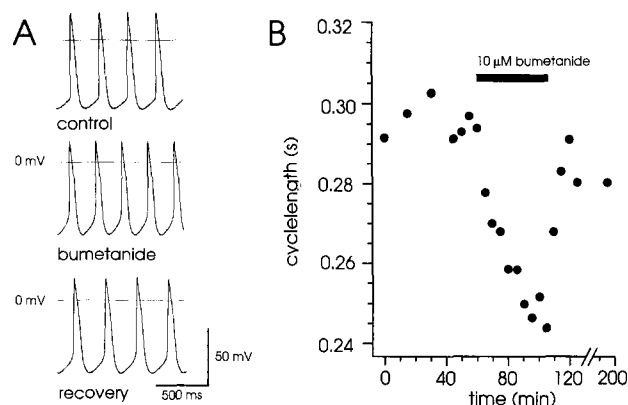 A
control
0 mV
bumetanide
0 mV
recovery
50 mV
500 ms
B
10 µM bumetanide
cyclelength (s)
0.32
0.30
0.28
0.26
0.24
0 40 80 120 200
time (min)